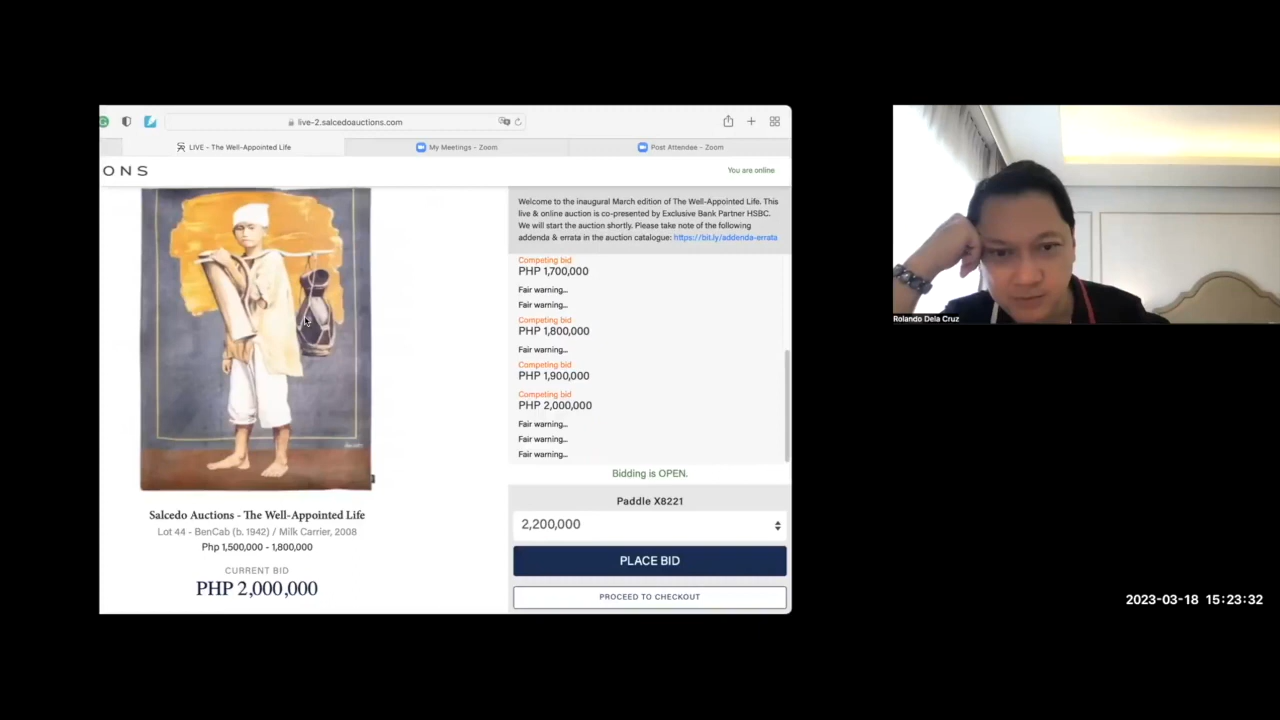 live-2.salcedoauctions.com
LIVE - The Well-Appointed Life
My Meetings - Zoom
Post Attendee - Zoom
ONS
You are online
Welcome to the inaugural March edition of The Well-Appointed Life. This
live & online auction is co-presented by Exclusive Bank Partner HSBC.
We will start the auction shortly. Please take note of the following
addenda & errata in the auction catalogue: https://bit.ly/addenda-errata
Competing bid
PHP 1,700,000
Fair warning...
Fair warning...
Competing bid
PHP 1,800,000
Fair warning...
Competing bid
PHP 1,900,000
Competing bid
PHP 2,000,000
Fair warning...
Fair warning...
Fair warning...
Bidding is OPEN.
Paddle X8221
2,200,000
PLACE BID
PROCEED TO CHECKOUT
Salcedo Auctions - The Well-Appointed Life
Lot 44 - BenCab (b. 1942) / Milk Carrier, 2008
Php 1,500,000 - 1,800,000
CURRENT BID
PHP 2,000,000
Rolando Dela Cruz
2023-03-18 15:23:32